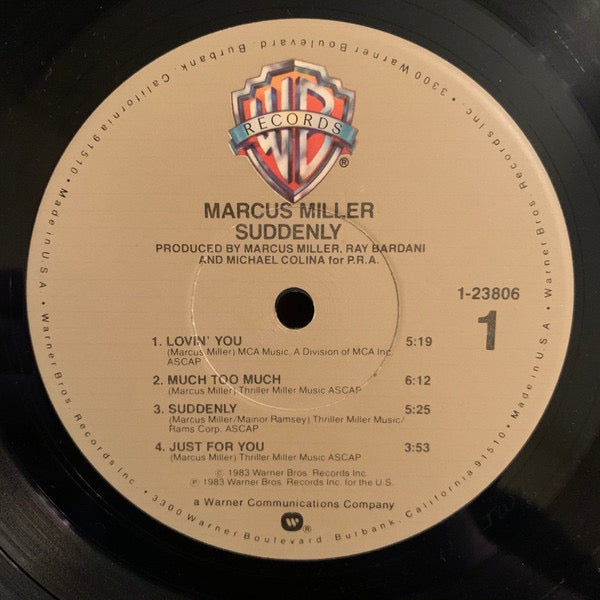 WB
RECORDS
®
MARCUS MILLER
SUDDENLY
PRODUCED BY MARCUS MILLER, RAY BARDANI
AND MICHAEL COLINA for P.R.A.
1-23806
1
1. LOVIN' YOU 5:19
(Marcus Miller) MCA Music, A Division of MCA Inc.
ASCAP
2. MUCH TOO MUCH 6:12
(Marcus Miller) Thriller Miller Music ASCAP
3. SUDDENLY 5:25
(Marcus Miller/Mainor Ramsey) Thriller Miller Music/
Rams Corp. ASCAP
4. JUST FOR YOU 3:53
(Marcus Miller) Thriller Miller Music ASCAP
© 1983 Warner Bros. Records Inc.
℗ 1983 Warner Bros. Records Inc. for the U.S.
a Warner Communications Company
®
• Made in U.S.A. • Warner Bros Records Inc. • 3300 Warner Boulevard. Burbank, California 91510 • Made in U.S.A. • Warner Bros Records Inc. • 3300 Warner Boulevard. Burbank, California 91510